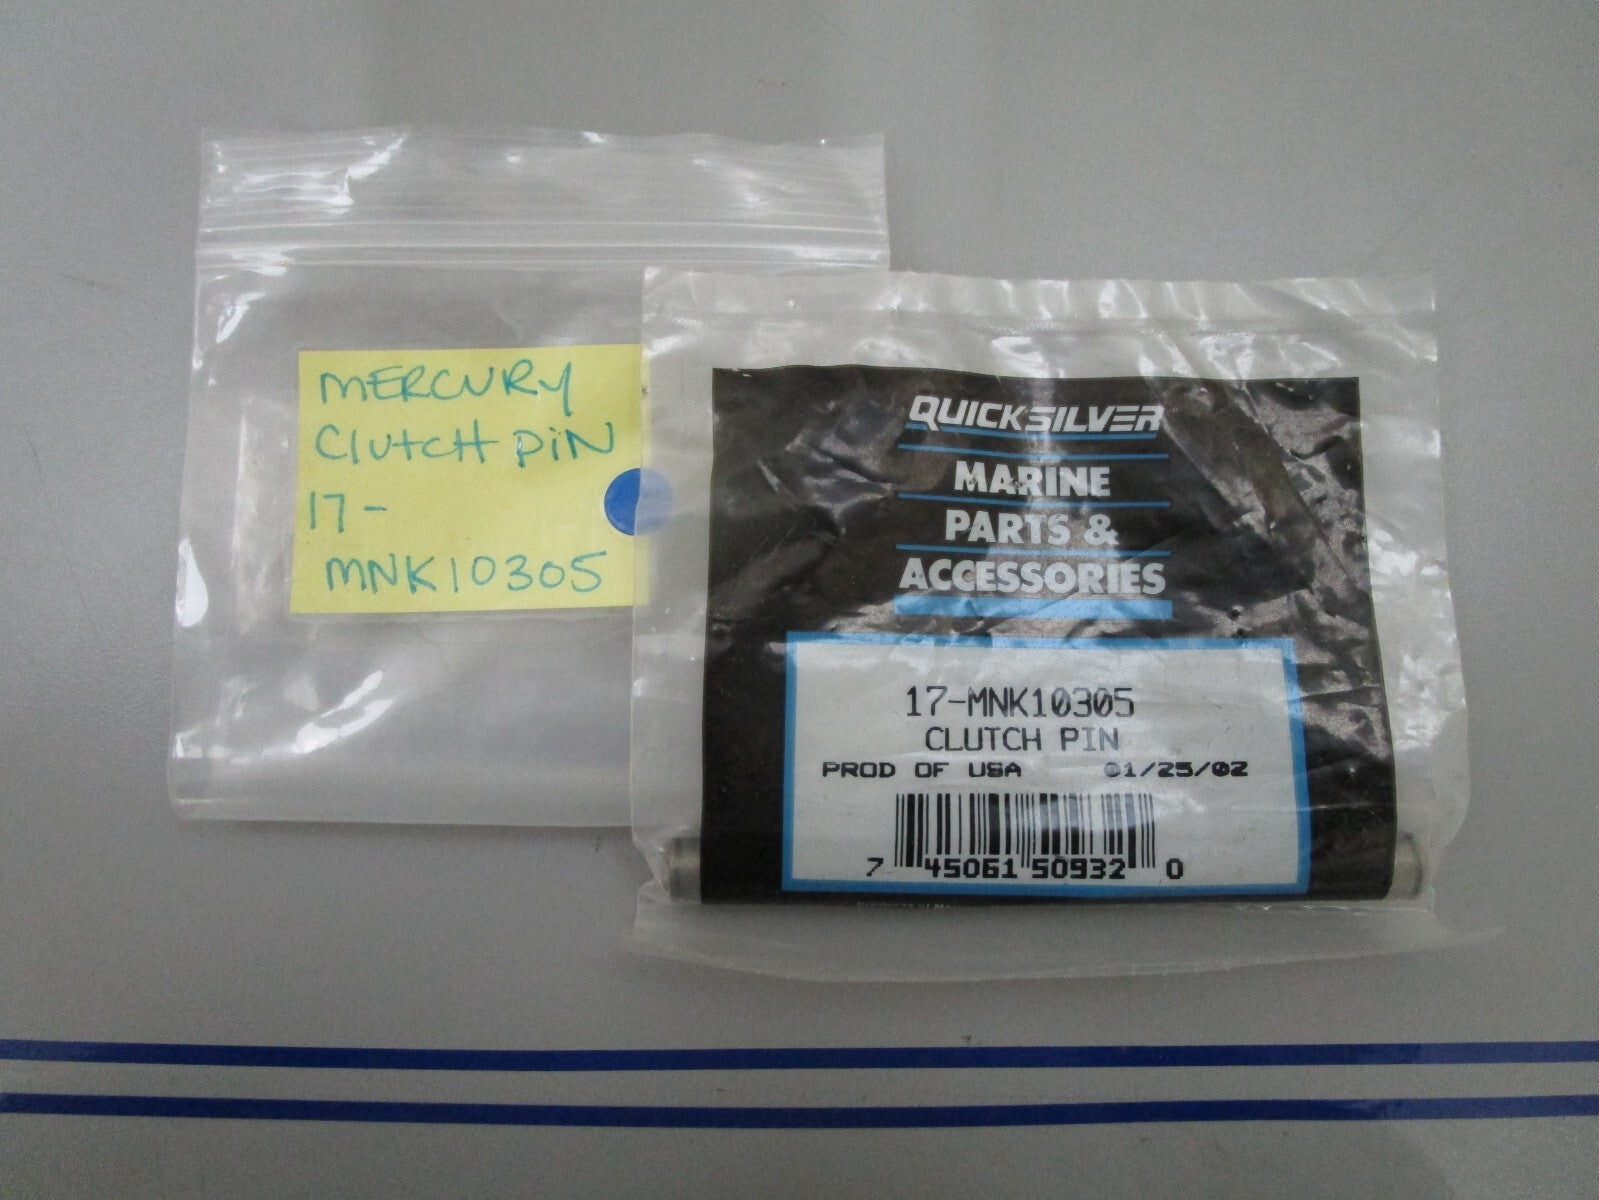 MERCURY
ClutCH PiN
17-
MNK10305
QUICKSILVER
MARINE
PARTS &
ACCESSORIES
17-MNK10305
CLUTCH PIN
PROD OF USA 01/25/02
7 45061 50932 0